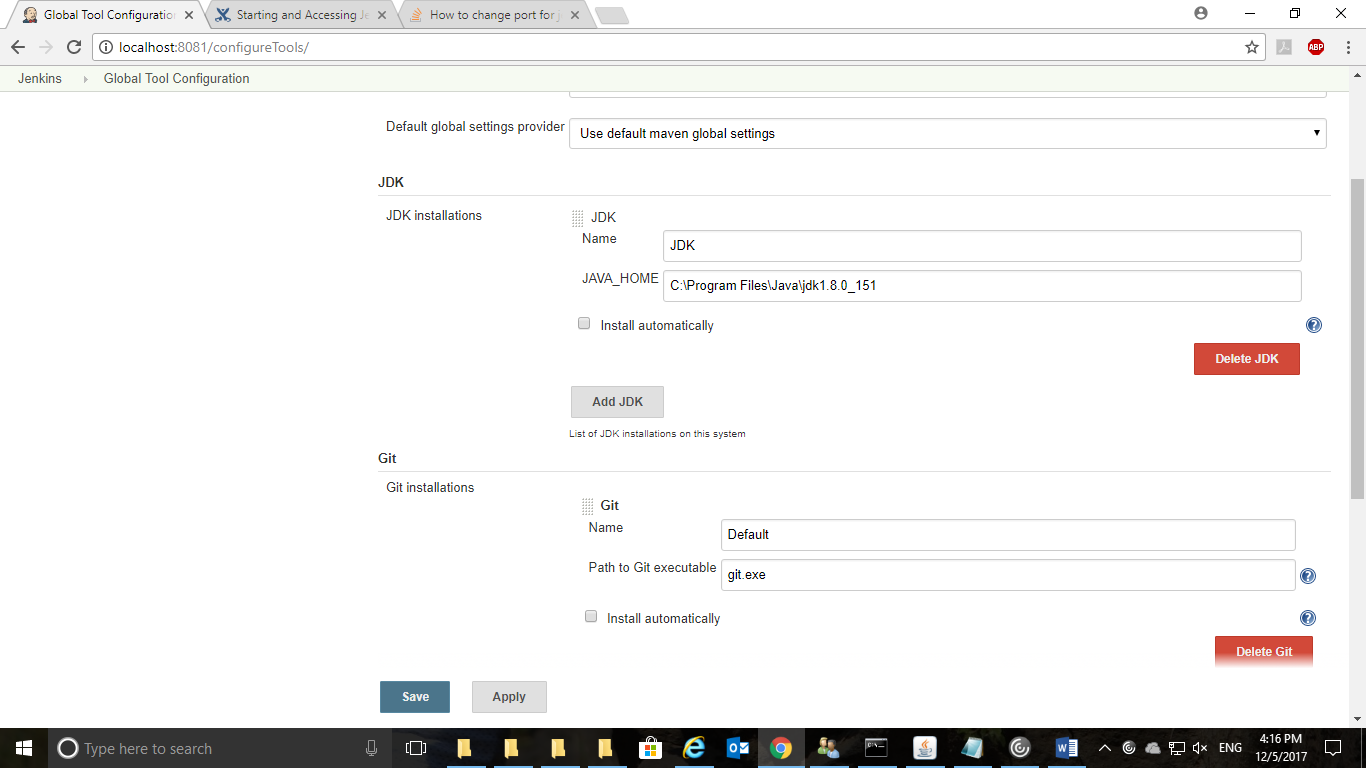 Global Tool Configuration
Starting and Accessing Je
How to change port for j
localhost:8081/configureTools/
ABP
Jenkins
Global Tool Configuration
Default global settings provider
Use default maven global settings
JDK
JDK installations
JDK
Name
JDK
JAVA_HOME
C:\Program Files\Java\jdk1.8.0_151
Install automatically
?
Delete JDK
Add JDK
List of JDK installations on this system
Git
Git installations
Git
Name
Default
Path to Git executable
git.exe
?
Install automatically
?
Delete Git
Save
Apply
Type here to search
ENG
4:16 PM
12/5/2017